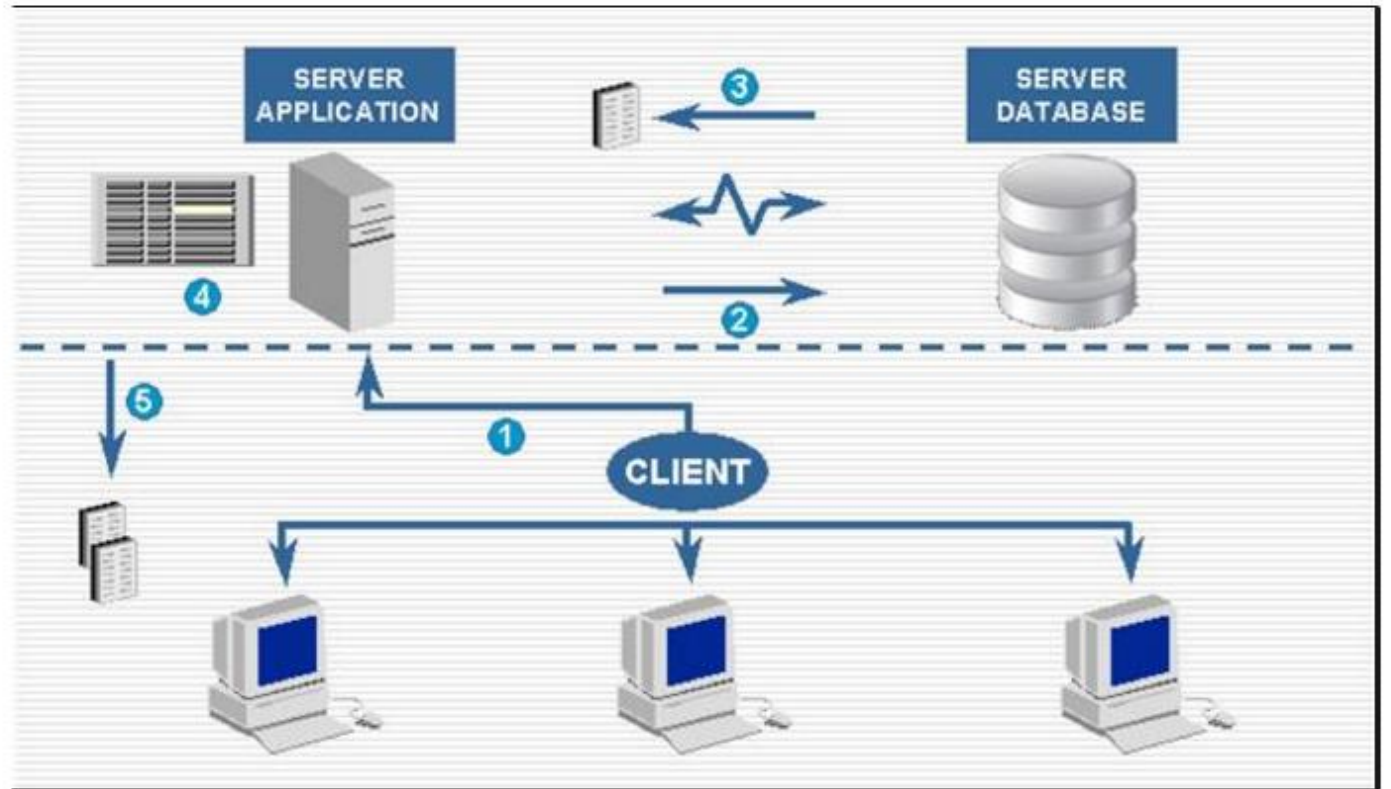 SERVER
APPLICATION
3
SERVER
DATABASE
4
2
5
1
CLIENT